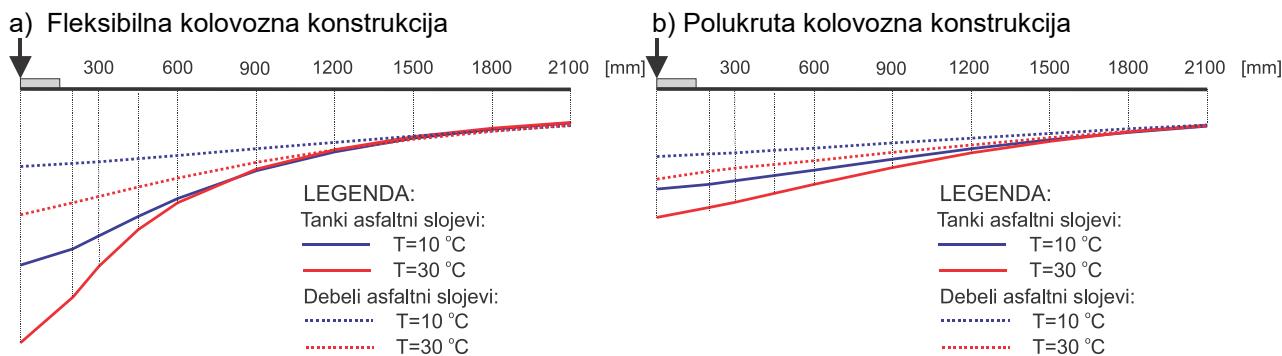 a) Fleksibilna kolovozna konstrukcija
300 600 900 1200 1500 1800 2100 [mm]
LEGENDA:
Tanki asfaltni slojevi:
T=10 °C
T=30 °C
Debeli asfaltni slojevi:
T=10 °C
T=30 °C
b) Polukruta kolovozna konstrukcija
300 600 900 1200 1500 1800 2100 [mm]
LEGENDA:
Tanki asfaltni slojevi:
T=10 °C
T=30 °C
Debeli asfaltni slojevi:
T=10 °C
T=30 °C